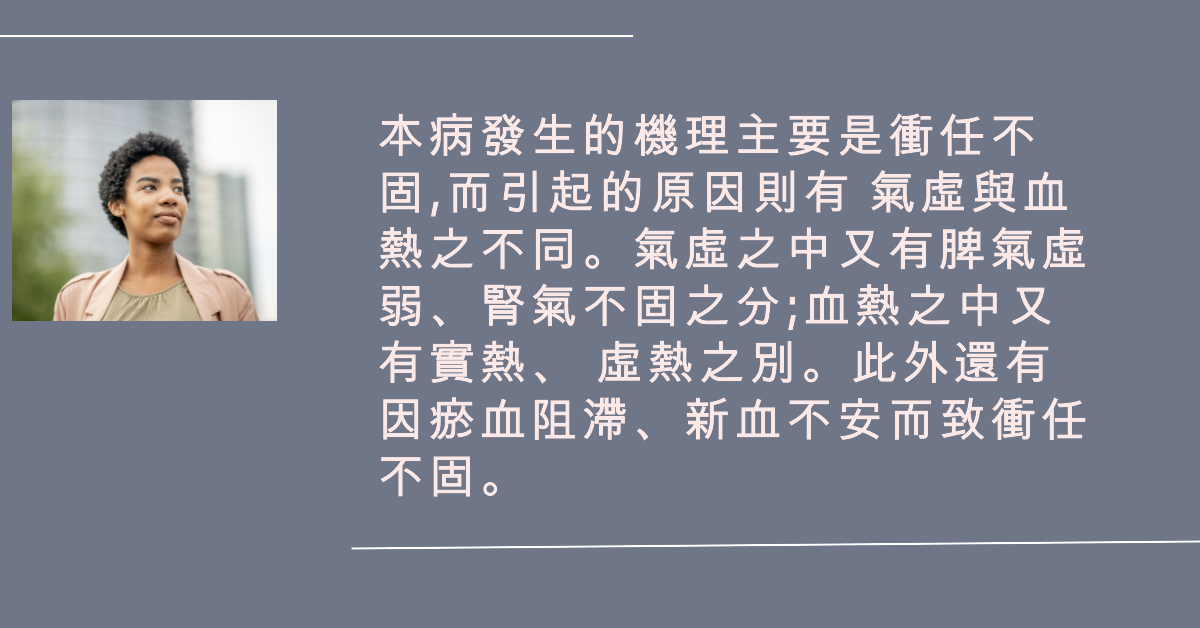 本病發生的機理主要是衝任不
固,而引起的原因則有 氣虛與血
熱之不同。氣虛之中又有脾氣虛
弱、腎氣不固之分;血熱之中又
有實熱、 虛熱之別。此外還有
因瘀血阻滯、新血不安而致衝任
不固。